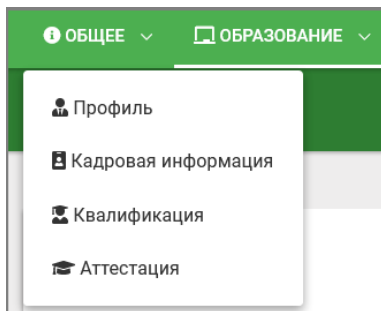 ОБЩЕЕ ОБРАЗОВАНИЕ
Профиль
Кадровая информация
Квалификация
Аттестация